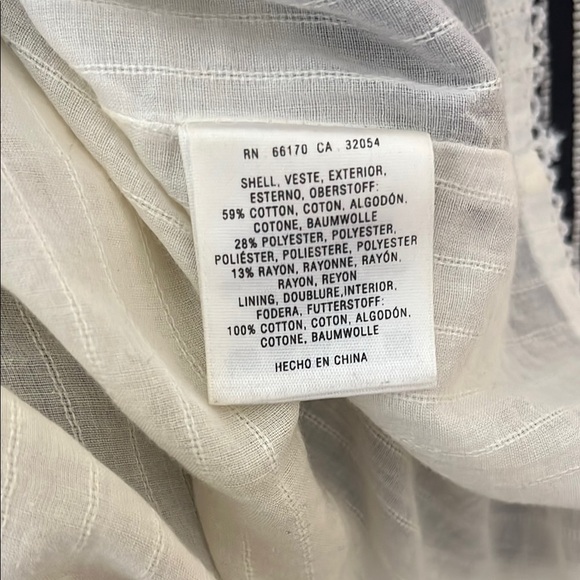 RN 66170 CA 32054
SHELL, VESTE, EXTERIOR,
ESTERNO, OBERSTOFF:
59% COTTON, COTON, ALGODÓN,
COTONE, BAUMWOLLE
28% POLYESTER, POLYESTER,
POLIÉSTER, POLIESTERE, POLYESTER
13% RAYON, RAYONNE, RAYÓN,
RAYON, REYON
LINING, DOUBLURE,INTERIOR.
FODERA, FUTTERSTOFF:
100% COTTON, COTON, ALGODÓN,
COTONE, BAUMWOLLE
HECHO EN CHINA